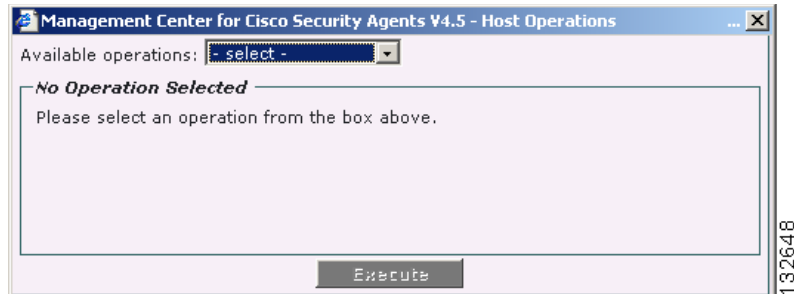 Management Center for Cisco Security Agents V4.5 - Host Operations ...
Available operations: - select -
No Operation Selected
Please select an operation from the box above.
Execute
132648